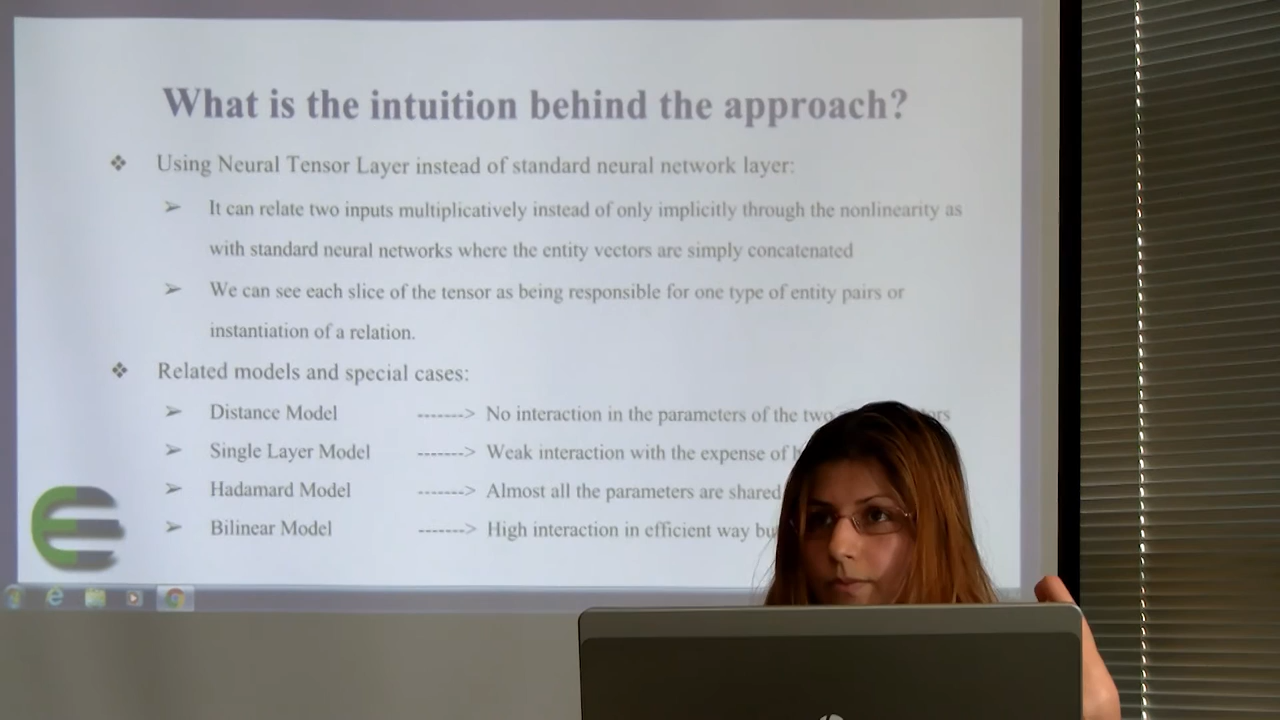 What is the intuition behind the approach?
❖ Using Neural Tensor Layer instead of standard neural network layer:
➢ It can relate two inputs multiplicatively instead of only implicitly through the nonlinearity as
with standard neural networks where the entity vectors are simply concatenated
➢ We can see each slice of the tensor as being responsible for one type of entity pairs or
instantiation of a relation.
❖ Related models and special cases:
➢ Distance Model -------> No interaction in the parameters of the two
➢ Single Layer Model -------> Weak interaction with the expense of
➢ Hadamard Model -------> Almost all the parameters are shared
➢ Bilinear Model -------> High interaction in efficient way